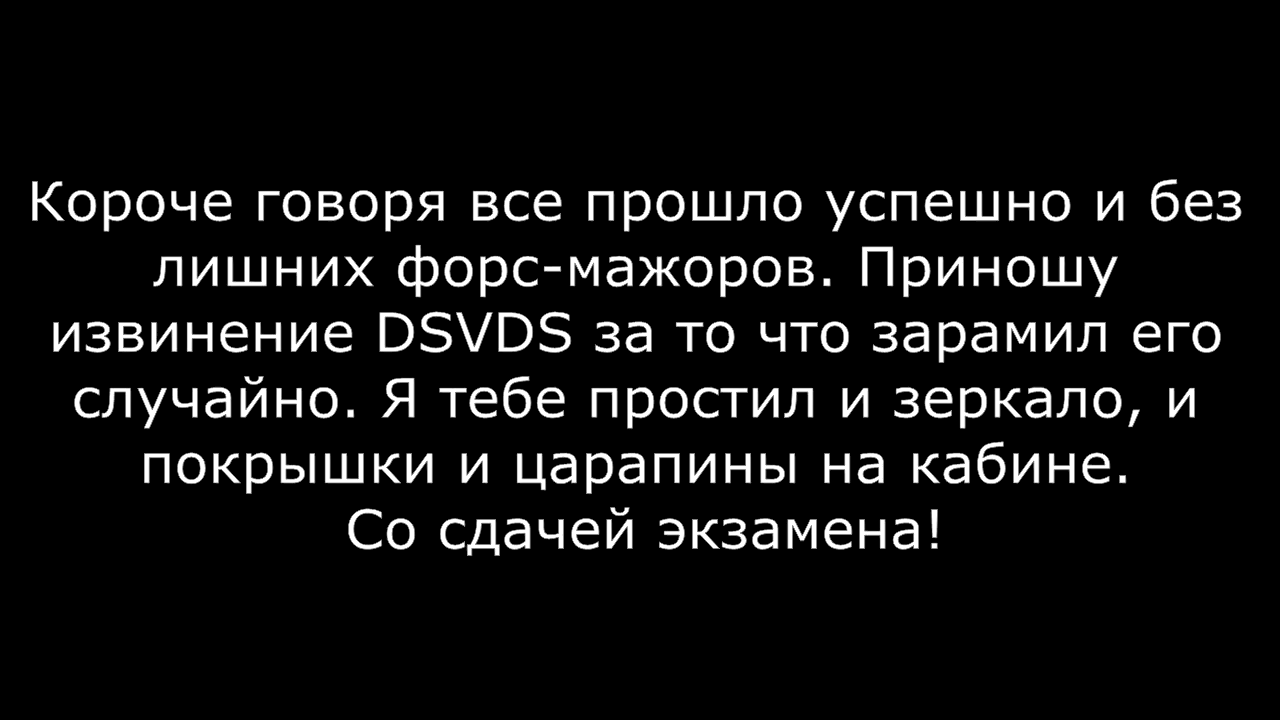 Короче говоря все прошло успешно и без
лишних форс-мажоров. Приношу
извинение DSVDS за то что зарамил его
случайно. Я тебе простил и зеркало, и
покрышки и царапины на кабине.
Со сдачей экзамена!